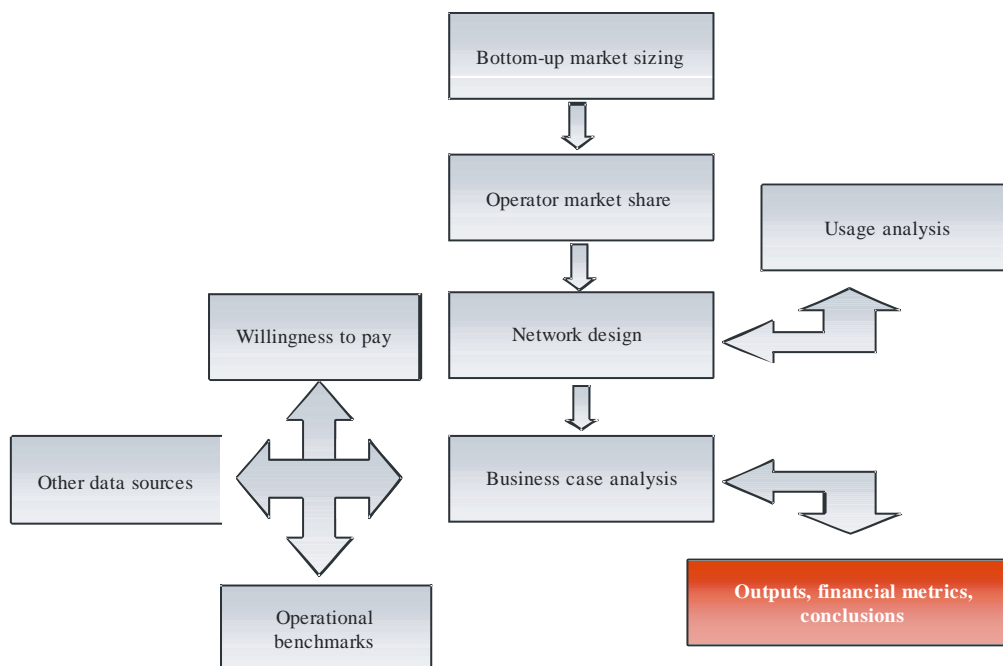 Bottom-up market sizing
Operator market share
Usage analysis
Willingness to pay
Network design
Other data sources
Business case analysis
Operational
benchmarks
Outputs, financial metrics,
conclusions